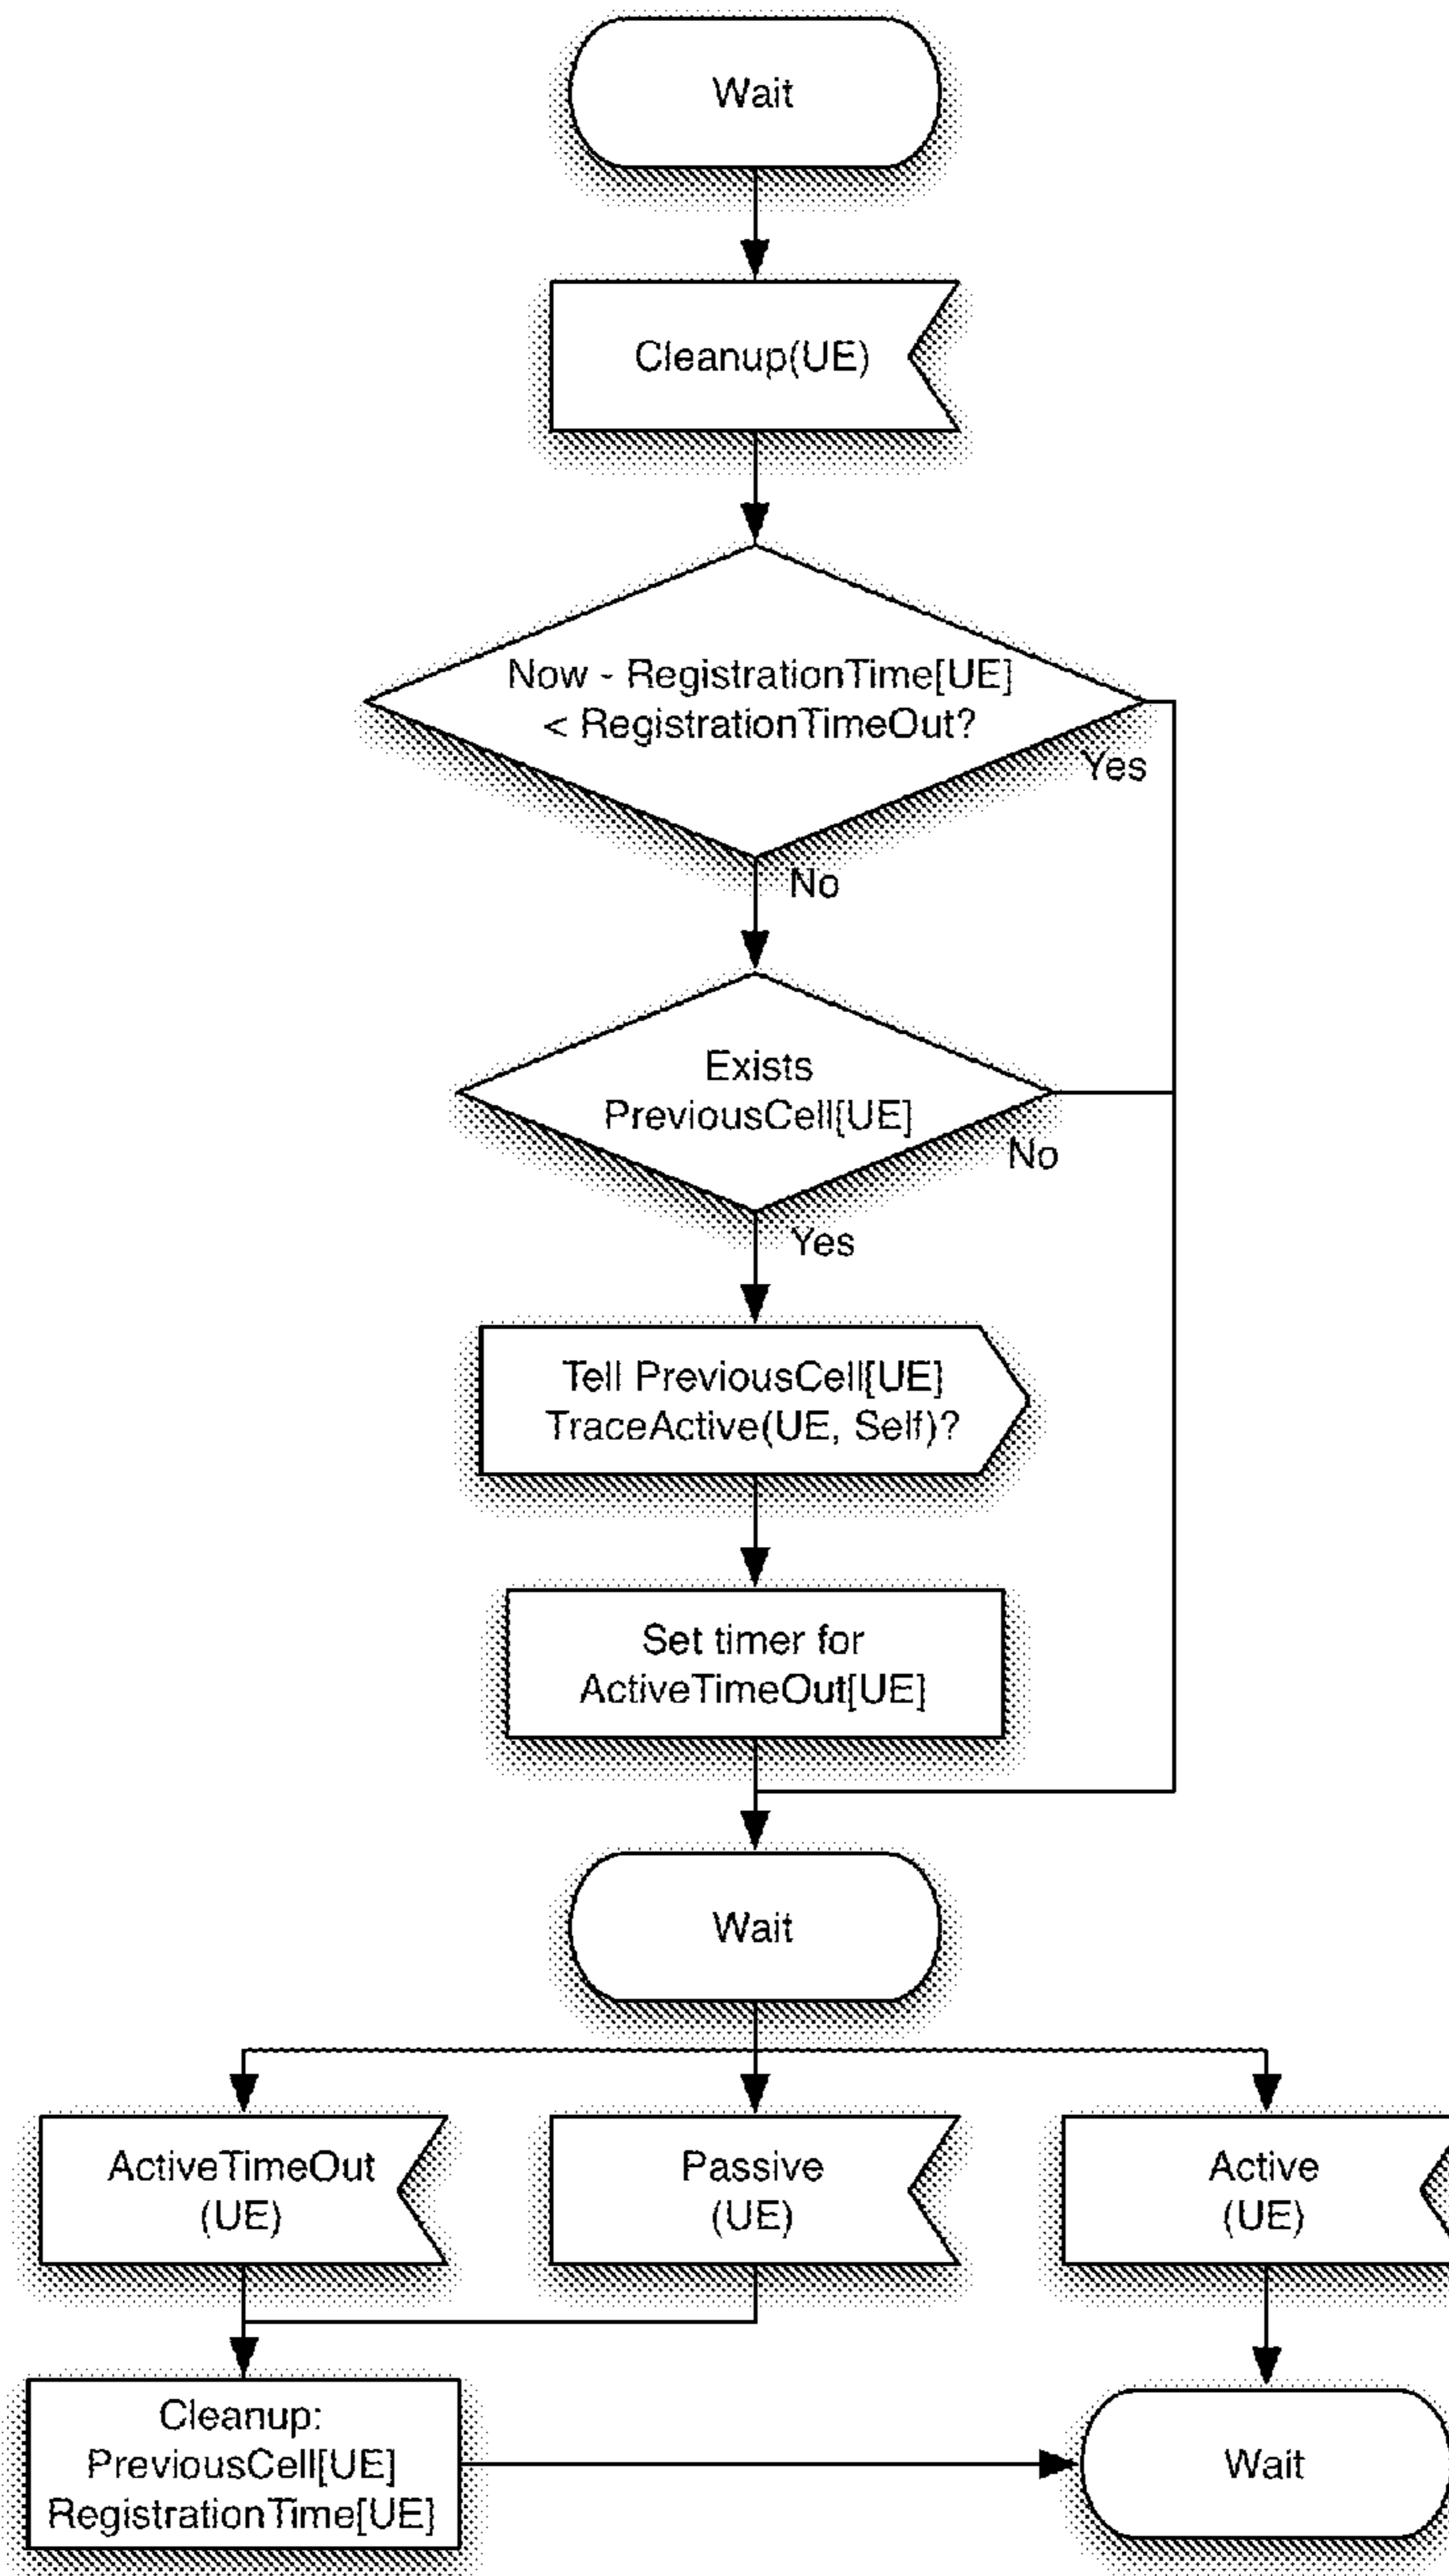 Wait
Cleanup(UE)
Now - RegistrationTime[UE]
< RegistrationTimeOut?
Yes
No
Exists
PreviousCell[UE]
No
Yes
Tell PreviousCell[UE]
TraceActive(UE, Self)?
Set timer for
ActiveTimeOut[UE]
Wait
ActiveTimeOut
(UE)
Passive
(UE)
Active
(UE)
Cleanup:
PreviousCell[UE]
RegistrationTime[UE]
Wait